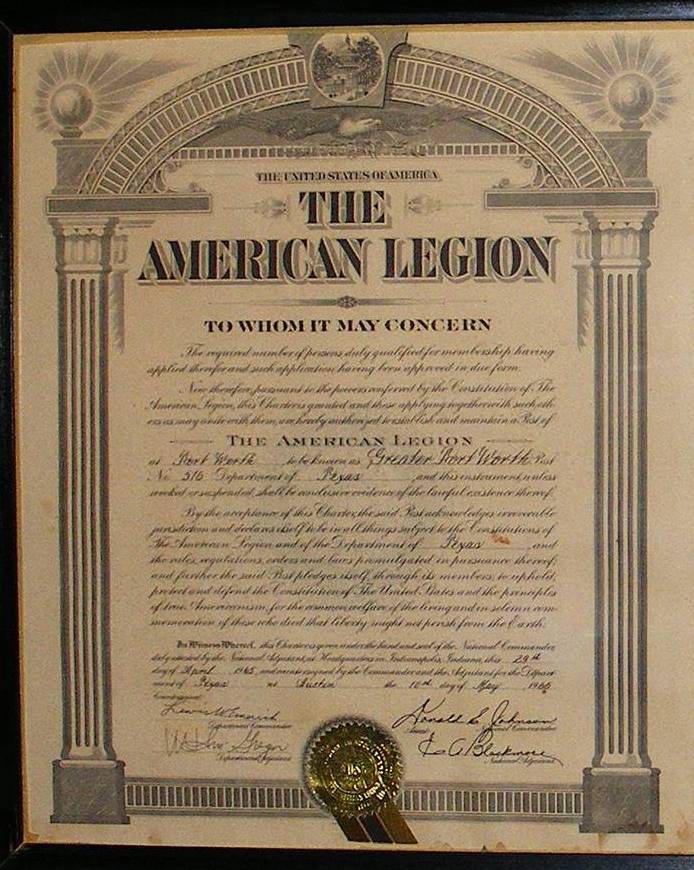 THE UNITED STATES OF AMERICA
THE
AMERICAN LEGION
TO WHOM IT MAY CONCERN
The required number of persons duly qualified for membership having
applied therefor and such application having been approved in due form.
Now therefore, pursuant to the powers conferred by the Constitution of The
American Legion, this Charter is granted and those applying together with such oth-
ers as may unite with them, are hereby authorized to establish and maintain a Post of
THE AMERICAN LEGION
at Fort Worth to be known as Greater Fort Worth Post
No 516 Department of Texas and this instrument, unless
revoked or suspended, shall be conclusive evidence of the lawful existence thereof.
By the acceptance of this Charter, the said Post acknowledges irrevocable
jurisdiction and declares itself to be in all things subject to the Constitutions of
The American Legion and of the Department of Texas and
the rules, regulations, orders and laws promulgated in pursuance thereof;
and further the said Post pledges itself, through its members, to uphold,
protect and defend the Constitution of The United States and the principles
of true Americanism, for the common welfare of the living and in solemn com-
memoration of those who died that liberty might not perish from the Earth.
In Witness Whereof, this Charter is given under the hand and seal of the National Commander
duly attested by the National Adjutant, at Headquarters in Indianapolis, Indiana, this 29th
day of April 1965 and countersigned by the Commander and the Adjutant for the Depart-
ment of Texas at Austin the 10th day of May 1965
Countersigned:
Donald E. Johnson
Department Commander National Commander
Attest:
E A Blackmore
Department Adjutant National Adjutant